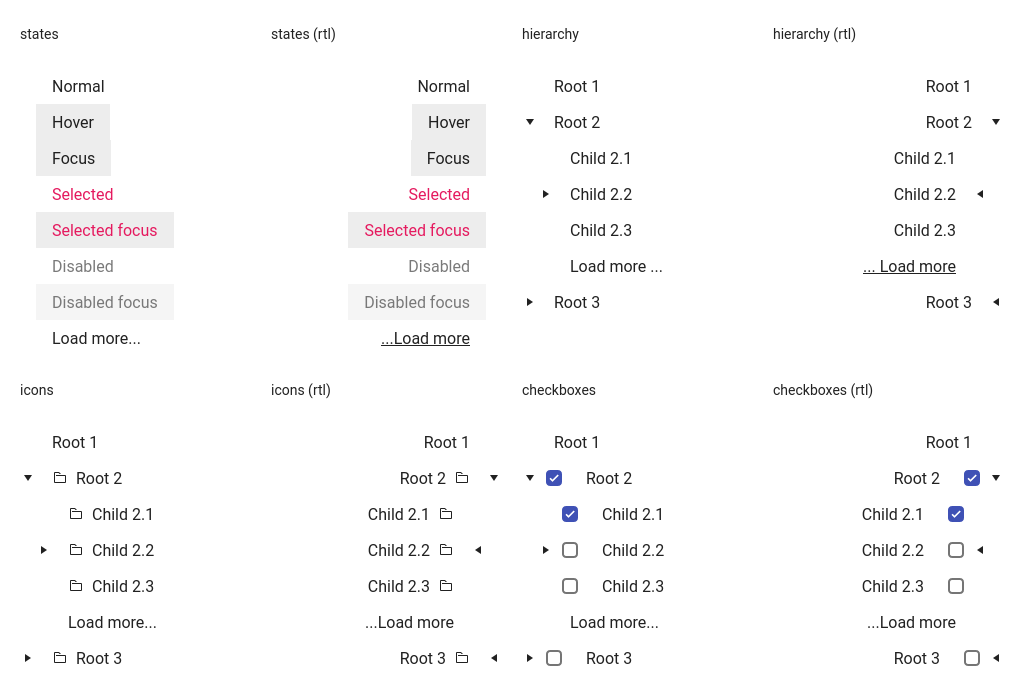 states
Normal
Hover
Focus
Selected
Selected focus
Disabled
Disabled focus
Load more...
states (rtl)
Normal
Hover
Focus
Selected
Selected focus
Disabled
Disabled focus
...Load more
hierarchy
Root 1
Root 2
Child 2.1
Child 2.2
Child 2.3
Load more ...
Root 3
hierarchy (rtl)
Root 1
Root 2
Child 2.1
Child 2.2
Child 2.3
... Load more
Root 3
icons
Root 1
Root 2
Child 2.1
Child 2.2
Child 2.3
Load more...
Root 3
icons (rtl)
Root 1
Root 2
Child 2.1
Child 2.2
Child 2.3
...Load more
Root 3
checkboxes
Root 1
Root 2
Child 2.1
Child 2.2
Child 2.3
Load more...
Root 3
checkboxes (rtl)
Root 1
Root 2
Child 2.1
Child 2.2
Child 2.3
...Load more
Root 3